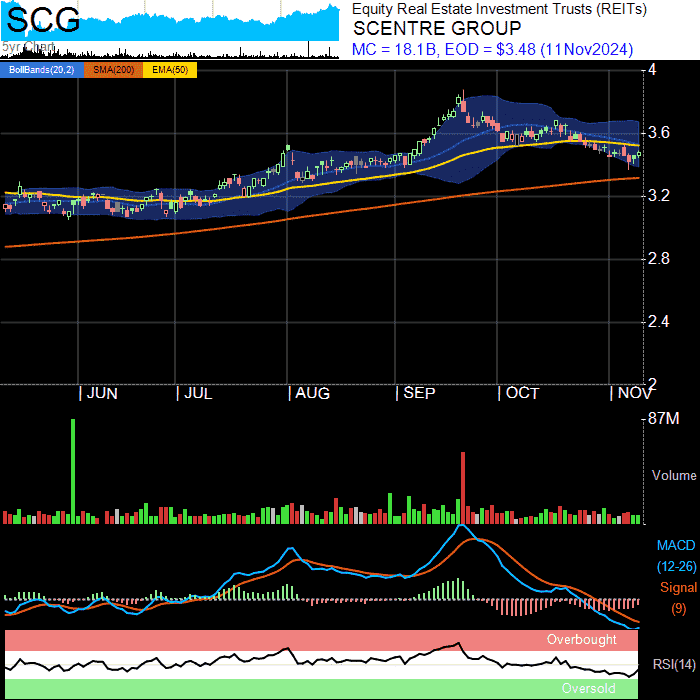 SCG
5yr Chart
Equity Real Estate Investment Trusts (REITs)
SCENTRE GROUP
MC = 18.1B, EOD = $3.48 (11Nov2024)
BollBands(20,2) SMA(200) EMA(50)
4
3.6
3.2
2.8
2.4
2
| JUN | JUL | AUG | SEP | OCT | NOV
87M
Volume
MACD
(12-26)
Signal
(9)
Overbought
RSI(14)
Oversold